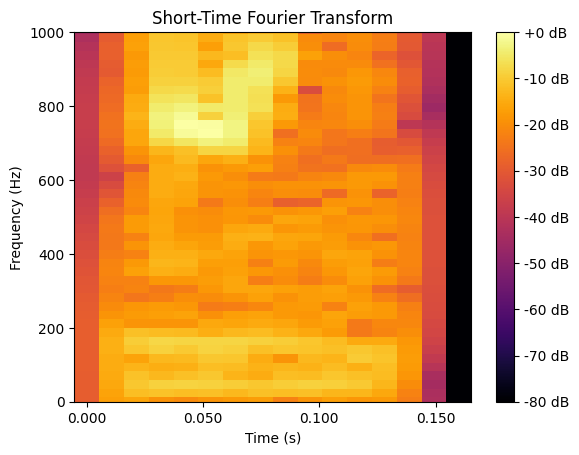 Short-Time Fourier Transform
1000
800
600
400
200
0
Frequency (Hz)
0.000
0.050
0.100
0.150
Time (s)
+0 dB
-10 dB
-20 dB
-30 dB
-40 dB
-50 dB
-60 dB
-70 dB
-80 dB